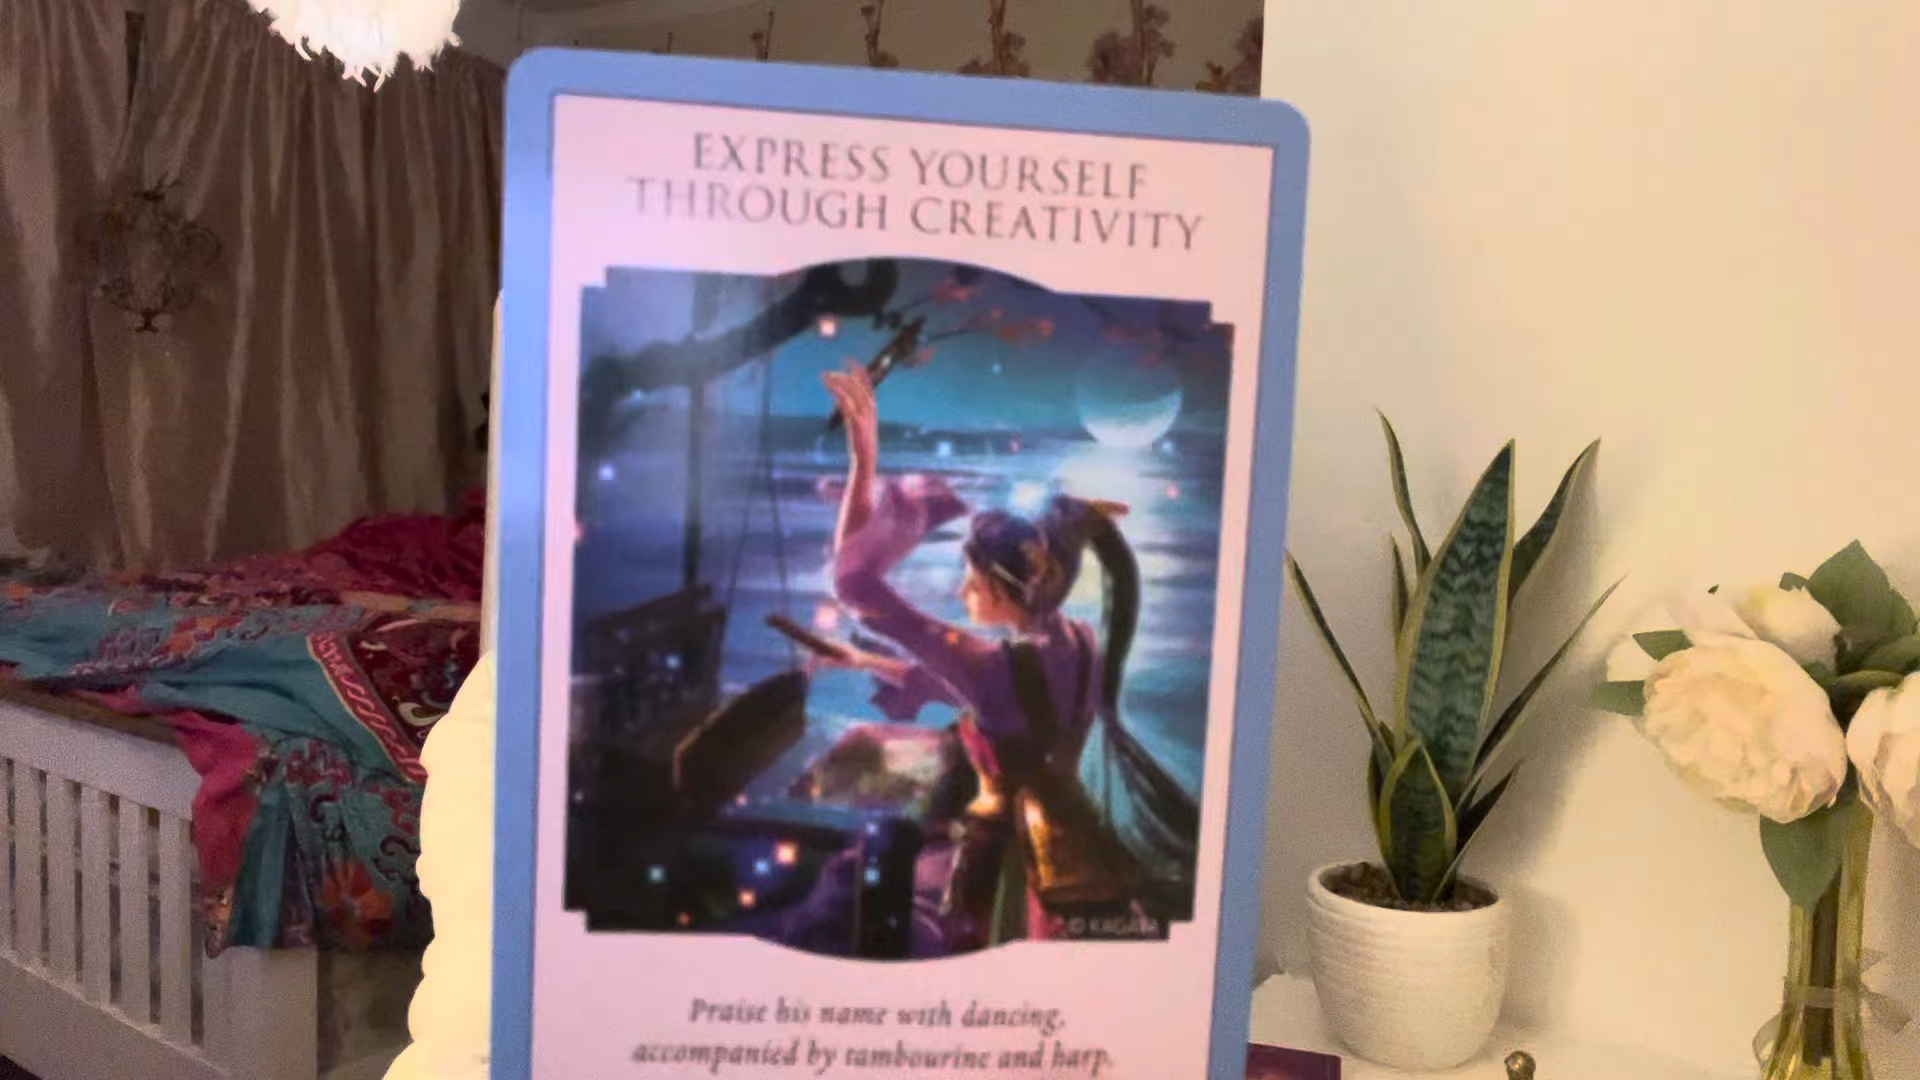 EXPRESS YOURSELF
THROUGH CREATIVITY
© KAGAYA
Praise his name with dancing,
accompanied by tambourine and harp.